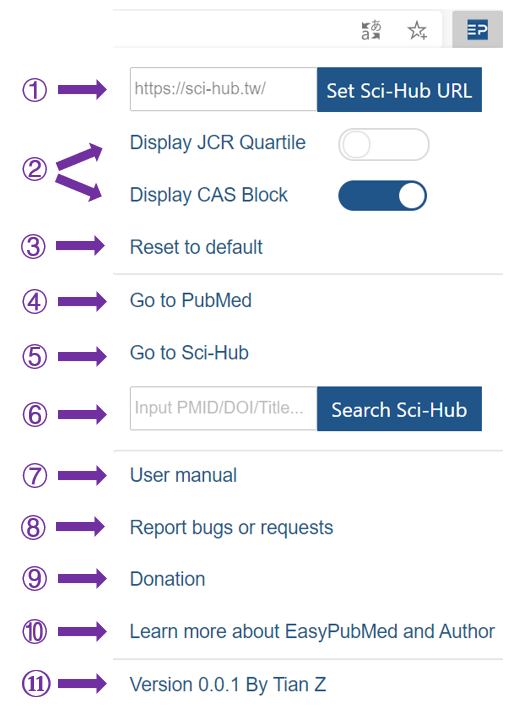 aあ
EP
① https://sci-hub.tw/ Set Sci-Hub URL
② Display JCR Quartile
Display CAS Block
③ Reset to default
④ Go to PubMed
⑤ Go to Sci-Hub
⑥ Input PMID/DOI/Title... Search Sci-Hub
⑦ User manual
⑧ Report bugs or requests
⑨ Donation
⑩ Learn more about EasyPubMed and Author
⑪ Version 0.0.1 By Tian Z